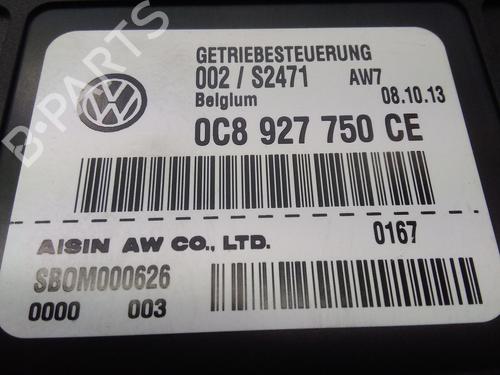 GETRIEBESTEUERUNG
002 / S2471 AW7
Belgium 08.10.13
0C8 927 750 CE
AISIN AW CO., LTD. 0167
SBOM000626
0000 003
B-PARTS